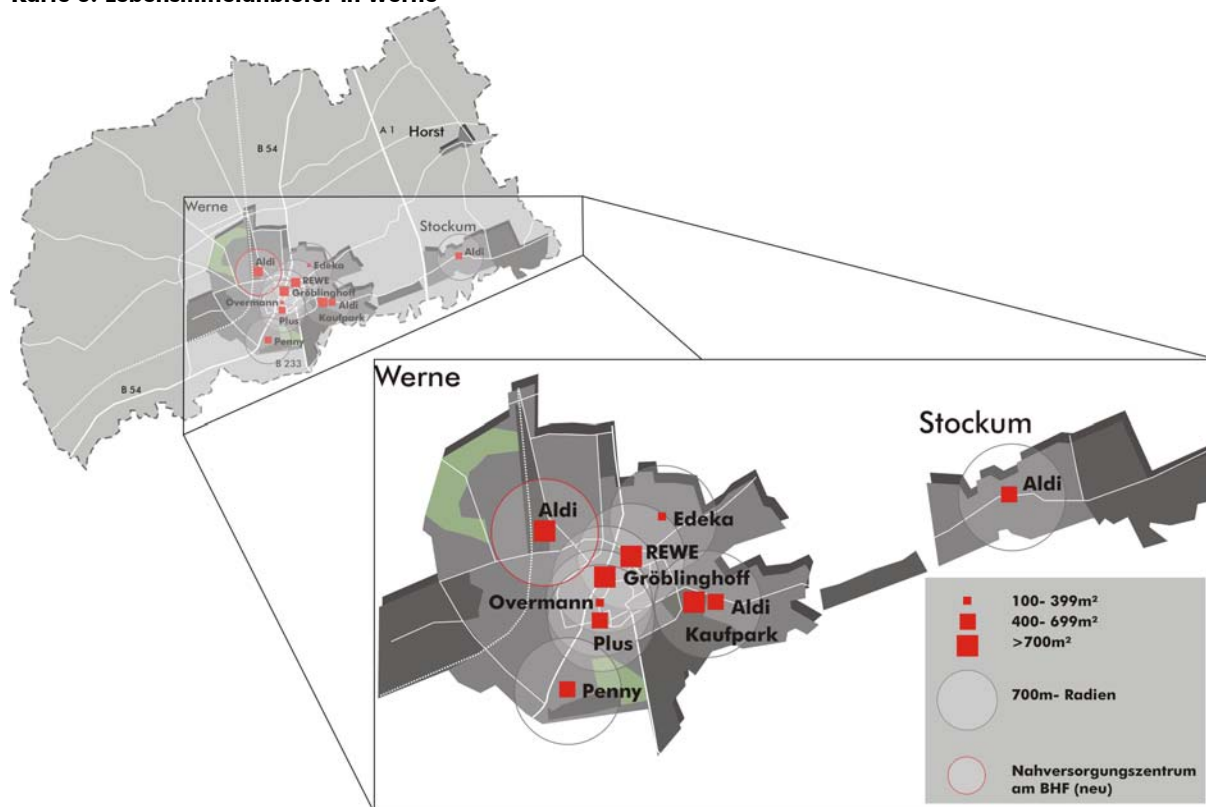 Karte 8: Lebensmittelanbieter in Werne
A 1
Horst
B 54
Werne
Stockum
Aldi
Edeka
Aldi
REWE
Gröblinghoff
Overmann
Aldi
Plus
Kaufpark
Penny
B 233
B 54
Werne
Stockum
Aldi
Aldi
Edeka
REWE
Gröblinghoff
Overmann
Aldi
Plus
Kaufpark
Penny
100- 399m²
400- 699m²
>700m²
700m- Radien
Nahversorgungszentrum
am BHF (neu)